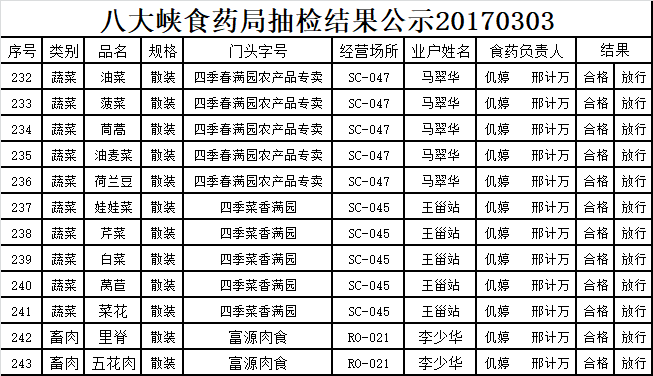 八大峡食药局抽检结果公示20170303
序号 类别 品名 规格 门头字号 经营场所 业户姓名 食药负责人 结果
232 蔬菜 油菜 散装 四季春满园农产品专卖 SC-047 马翠华 仉婷 邢计万 合格 放行
233 蔬菜 菠菜 散装 四季春满园农产品专卖 SC-047 马翠华 仉婷 邢计万 合格 放行
234 蔬菜 茼蒿 散装 四季春满园农产品专卖 SC-047 马翠华 仉婷 邢计万 合格 放行
235 蔬菜 油麦菜 散装 四季春满园农产品专卖 SC-047 马翠华 仉婷 邢计万 合格 放行
236 蔬菜 荷兰豆 散装 四季春满园农产品专卖 SC-047 马翠华 仉婷 邢计万 合格 放行
237 蔬菜 娃娃菜 散装 四季菜香满园 SC-045 王甾站 仉婷 邢计万 合格 放行
238 蔬菜 芹菜 散装 四季菜香满园 SC-045 王甾站 仉婷 邢计万 合格 放行
239 蔬菜 白菜 散装 四季菜香满园 SC-045 王甾站 仉婷 邢计万 合格 放行
240 蔬菜 莴苣 散装 四季菜香满园 SC-045 王甾站 仉婷 邢计万 合格 放行
241 蔬菜 菜花 散装 四季菜香满园 SC-045 王甾站 仉婷 邢计万 合格 放行
242 畜肉 里脊 散装 富源肉食 RO-021 李少华 仉婷 邢计万 合格 放行
243 畜肉 五花肉 散装 富源肉食 RO-021 李少华 仉婷 邢计万 合格 放行